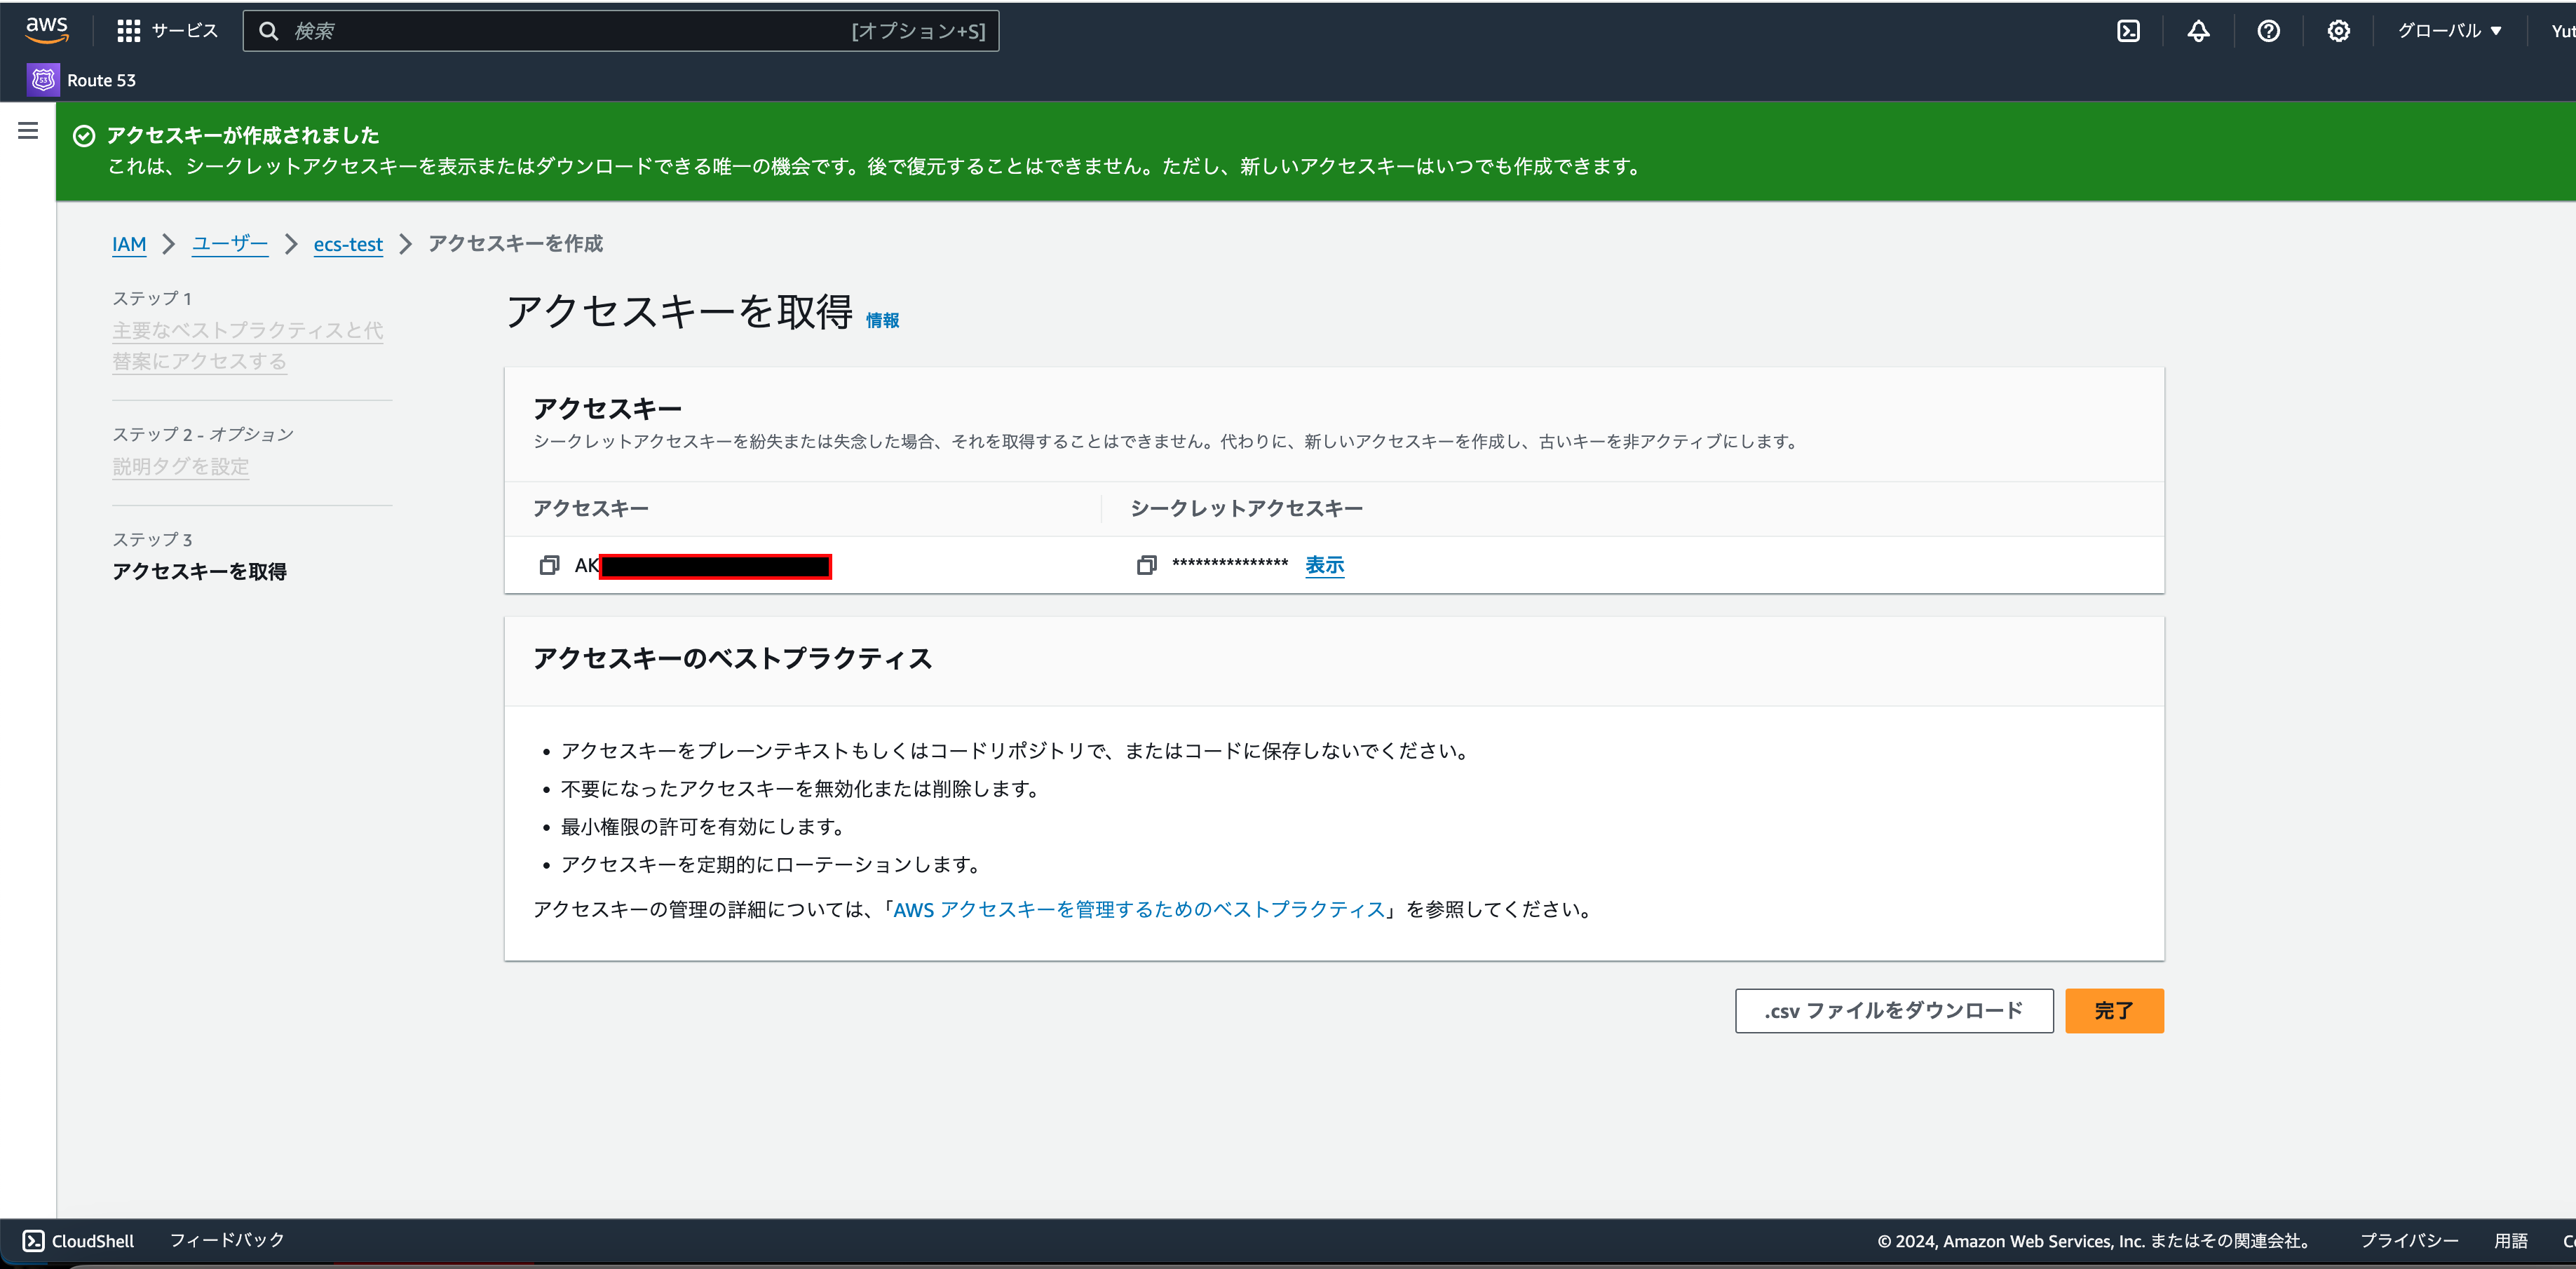 aws
サービス
検索
[オプション+S]
グローバル ▼
Yut
Route 53
アクセスキーが作成されました
これは、シークレットアクセスキーを表示またはダウンロードできる唯一の機会です。後で復元することはできません。ただし、新しいアクセスキーはいつでも作成できます。
IAM
ユーザー
ecs-test
アクセスキーを作成
ステップ 1
主要なベストプラクティスと代
替案にアクセスする
ステップ 2 - オプション
説明タグを設定
ステップ 3
アクセスキーを取得
アクセスキーを取得 情報
アクセスキー
シークレットアクセスキーを紛失または失念した場合、それを取得することはできません。代わりに、新しいアクセスキーを作成し、古いキーを非アクティブにします。
アクセスキー
シークレットアクセスキー
AK
*************** 表示
アクセスキーのベストプラクティス
• アクセスキーをプレーンテキストもしくはコードリポジトリで、またはコードに保存しないでください。
• 不要になったアクセスキーを無効化または削除します。
• 最小権限の許可を有効にします。
• アクセスキーを定期的にローテーションします。
アクセスキーの管理の詳細については、「AWS アクセスキーを管理するためのベストプラクティス」を参照してください。
.csv ファイルをダウンロード
完了
CloudShell
フィードバック
© 2024, Amazon Web Services, Inc. またはその関連会社。
プライバシー
用語